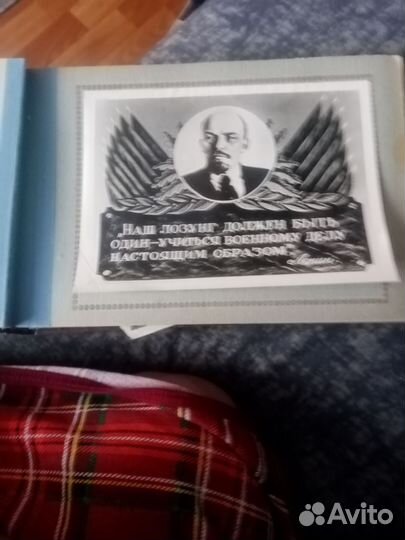 „НАШ ЛОЗУНГ ДОЛЖЕН БЫТЬ
ОДИН—УЧИТЬСЯ ВОЕННОМУ ДЕЛУ
НАСТОЯЩИМ ОБРАЗОМ"
Ленин
Avito